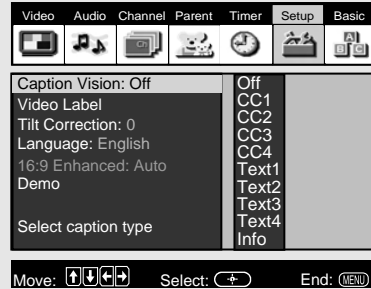 Video Audio Channel Parent Timer Setup Basic
Ch
A B C
Caption Vision: Off
Video Label
Tilt Correction: 0
Language: English
16:9 Enhanced: Auto
Demo
Select caption type
Off
CC1
CC2
CC3
CC4
Text1
Text2
Text3
Text4
Info
Move: Select: End: MENU